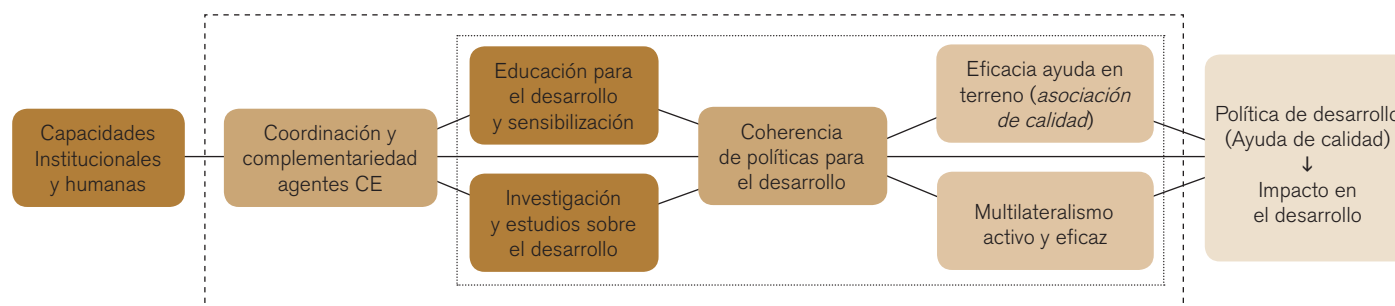 Capacidades
Institucionales
y humanas
Coordinación y
complementariedad
agentes CE
Educación para
el desarrollo
y sensibilización
Investigación
y estudios sobre
el desarrollo
Coherencia
de políticas para
el desarrollo
Eficacia ayuda en
terreno (asociación
de calidad)
Multilateralismo
activo y eficaz
Política de desarrollo
(Ayuda de calidad)
↓
Impacto en
el desarrollo